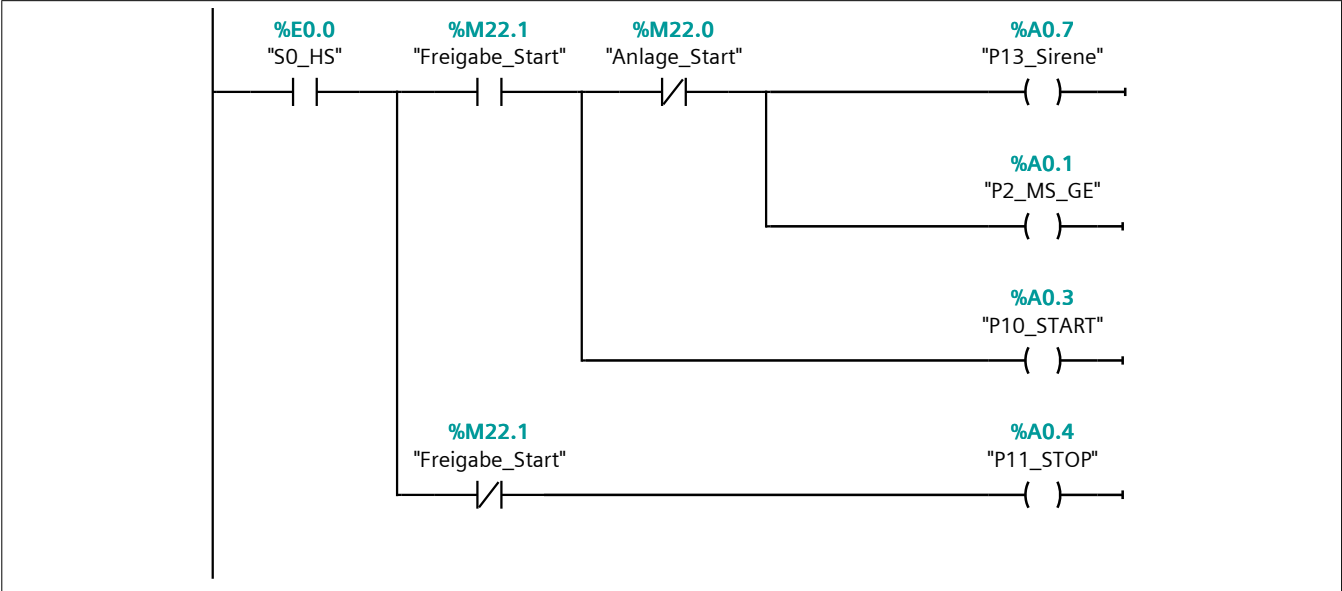 %E0.0 %M22.1 %M22.0 %A0.7
"S0_HS" "Freigabe_Start" "Anlage_Start" "P13_Sirene"
%A0.1
"P2_MS_GE"
%A0.3
"P10_START"
%M22.1 %A0.4
"Freigabe_Start" "P11_STOP"